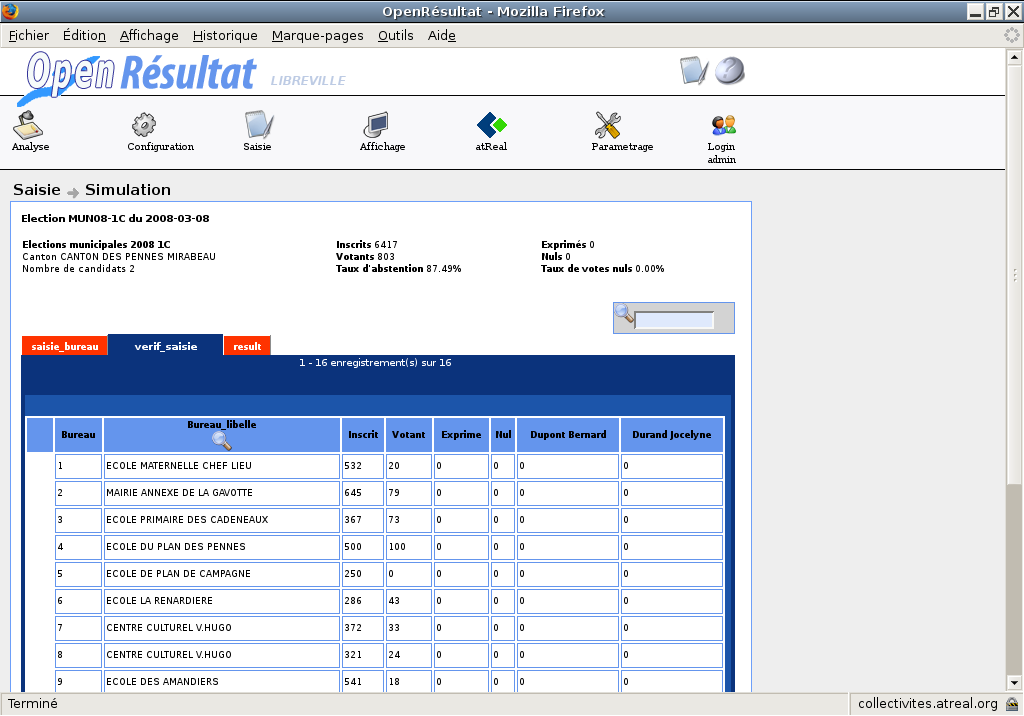 OpenRésultat - Mozilla Firefox
Fichier Édition Affichage Historique Marque-pages Outils Aide
Open Résultat LIBREVILLE
Analyse Configuration Saisie Affichage atReal Parametrage Login admin
Saisie Simulation
Election MUN08-1C du 2008-03-08
Elections municipales 2008 1C Inscrits 6417 Exprimés 0
Canton CANTON DES PENNES MIRABEAU Votants 803 Nuls 0
Nombre de candidats 2 Taux d'abstention 87.49% Taux de votes nuls 0.00%
saisie_bureau verif_saisie result
1 - 16 enregistrement(s) sur 16
Bureau Bureau_libelle Inscrit Votant Exprime Nul Dupont Bernard Durand Jocelyne
1 ECOLE MATERNELLE CHEF LIEU 532 20 0 0 0 0
2 MAIRIE ANNEXE DE LA GAVOTTE 645 79 0 0 0 0
3 ECOLE PRIMAIRE DES CADENEAUX 367 73 0 0 0 0
4 ECOLE DU PLAN DES PENNES 500 100 0 0 0 0
5 ECOLE DE PLAN DE CAMPAGNE 250 0 0 0 0 0
6 ECOLE LA RENARDIERE 286 43 0 0 0 0
7 CENTRE CULTUREL V.HUGO 372 33 0 0 0 0
8 CENTRE CULTUREL V.HUGO 321 24 0 0 0 0
9 ECOLE DES AMANDIERS 541 18 0 0 0 0
Terminé collectivites.atreal.org